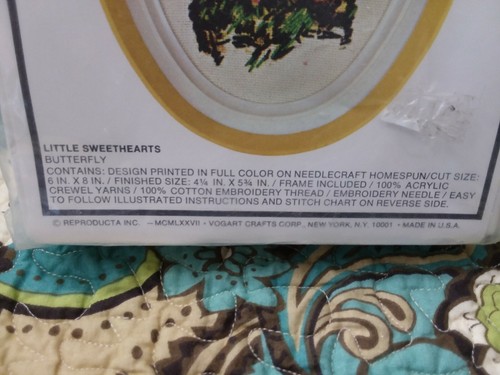 LITTLE SWEETHEARTS
BUTTERFLY
CONTAINS: DESIGN PRINTED IN FULL COLOR ON NEEDLECRAFT HOMESPUN/CUT SIZE:
6 IN. X 8 IN. / FINISHED SIZE: 4⅛ IN. X 5¾ IN. / FRAME INCLUDED / 100% ACRYLIC
CREWEL YARNS / 100% COTTON EMBROIDERY THREAD / EMBROIDERY NEEDLE / EASY
TO FOLLOW ILLUSTRATED INSTRUCTIONS AND STITCH CHART ON REVERSE SIDE.
© REPRODUCTA INC. – MCMLXXVII - VOGART CRAFTS CORP., NEW YORK, N.Y. 10001 - MADE IN U.S.A.